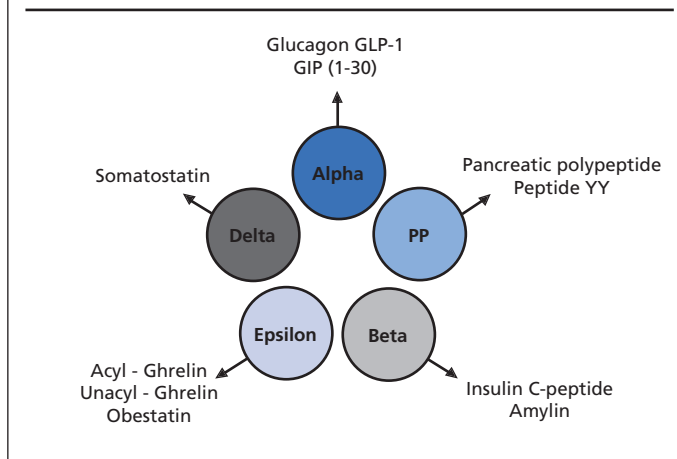 Glucagon GLP-1
GIP (1-30)
Alpha
Somatostatin
Pancreatic polypeptide
Peptide YY
Delta
PP
Epsilon
Beta
Acyl - Ghrelin
Unacyl - Ghrelin
Obestatin
Insulin C-peptide
Amylin